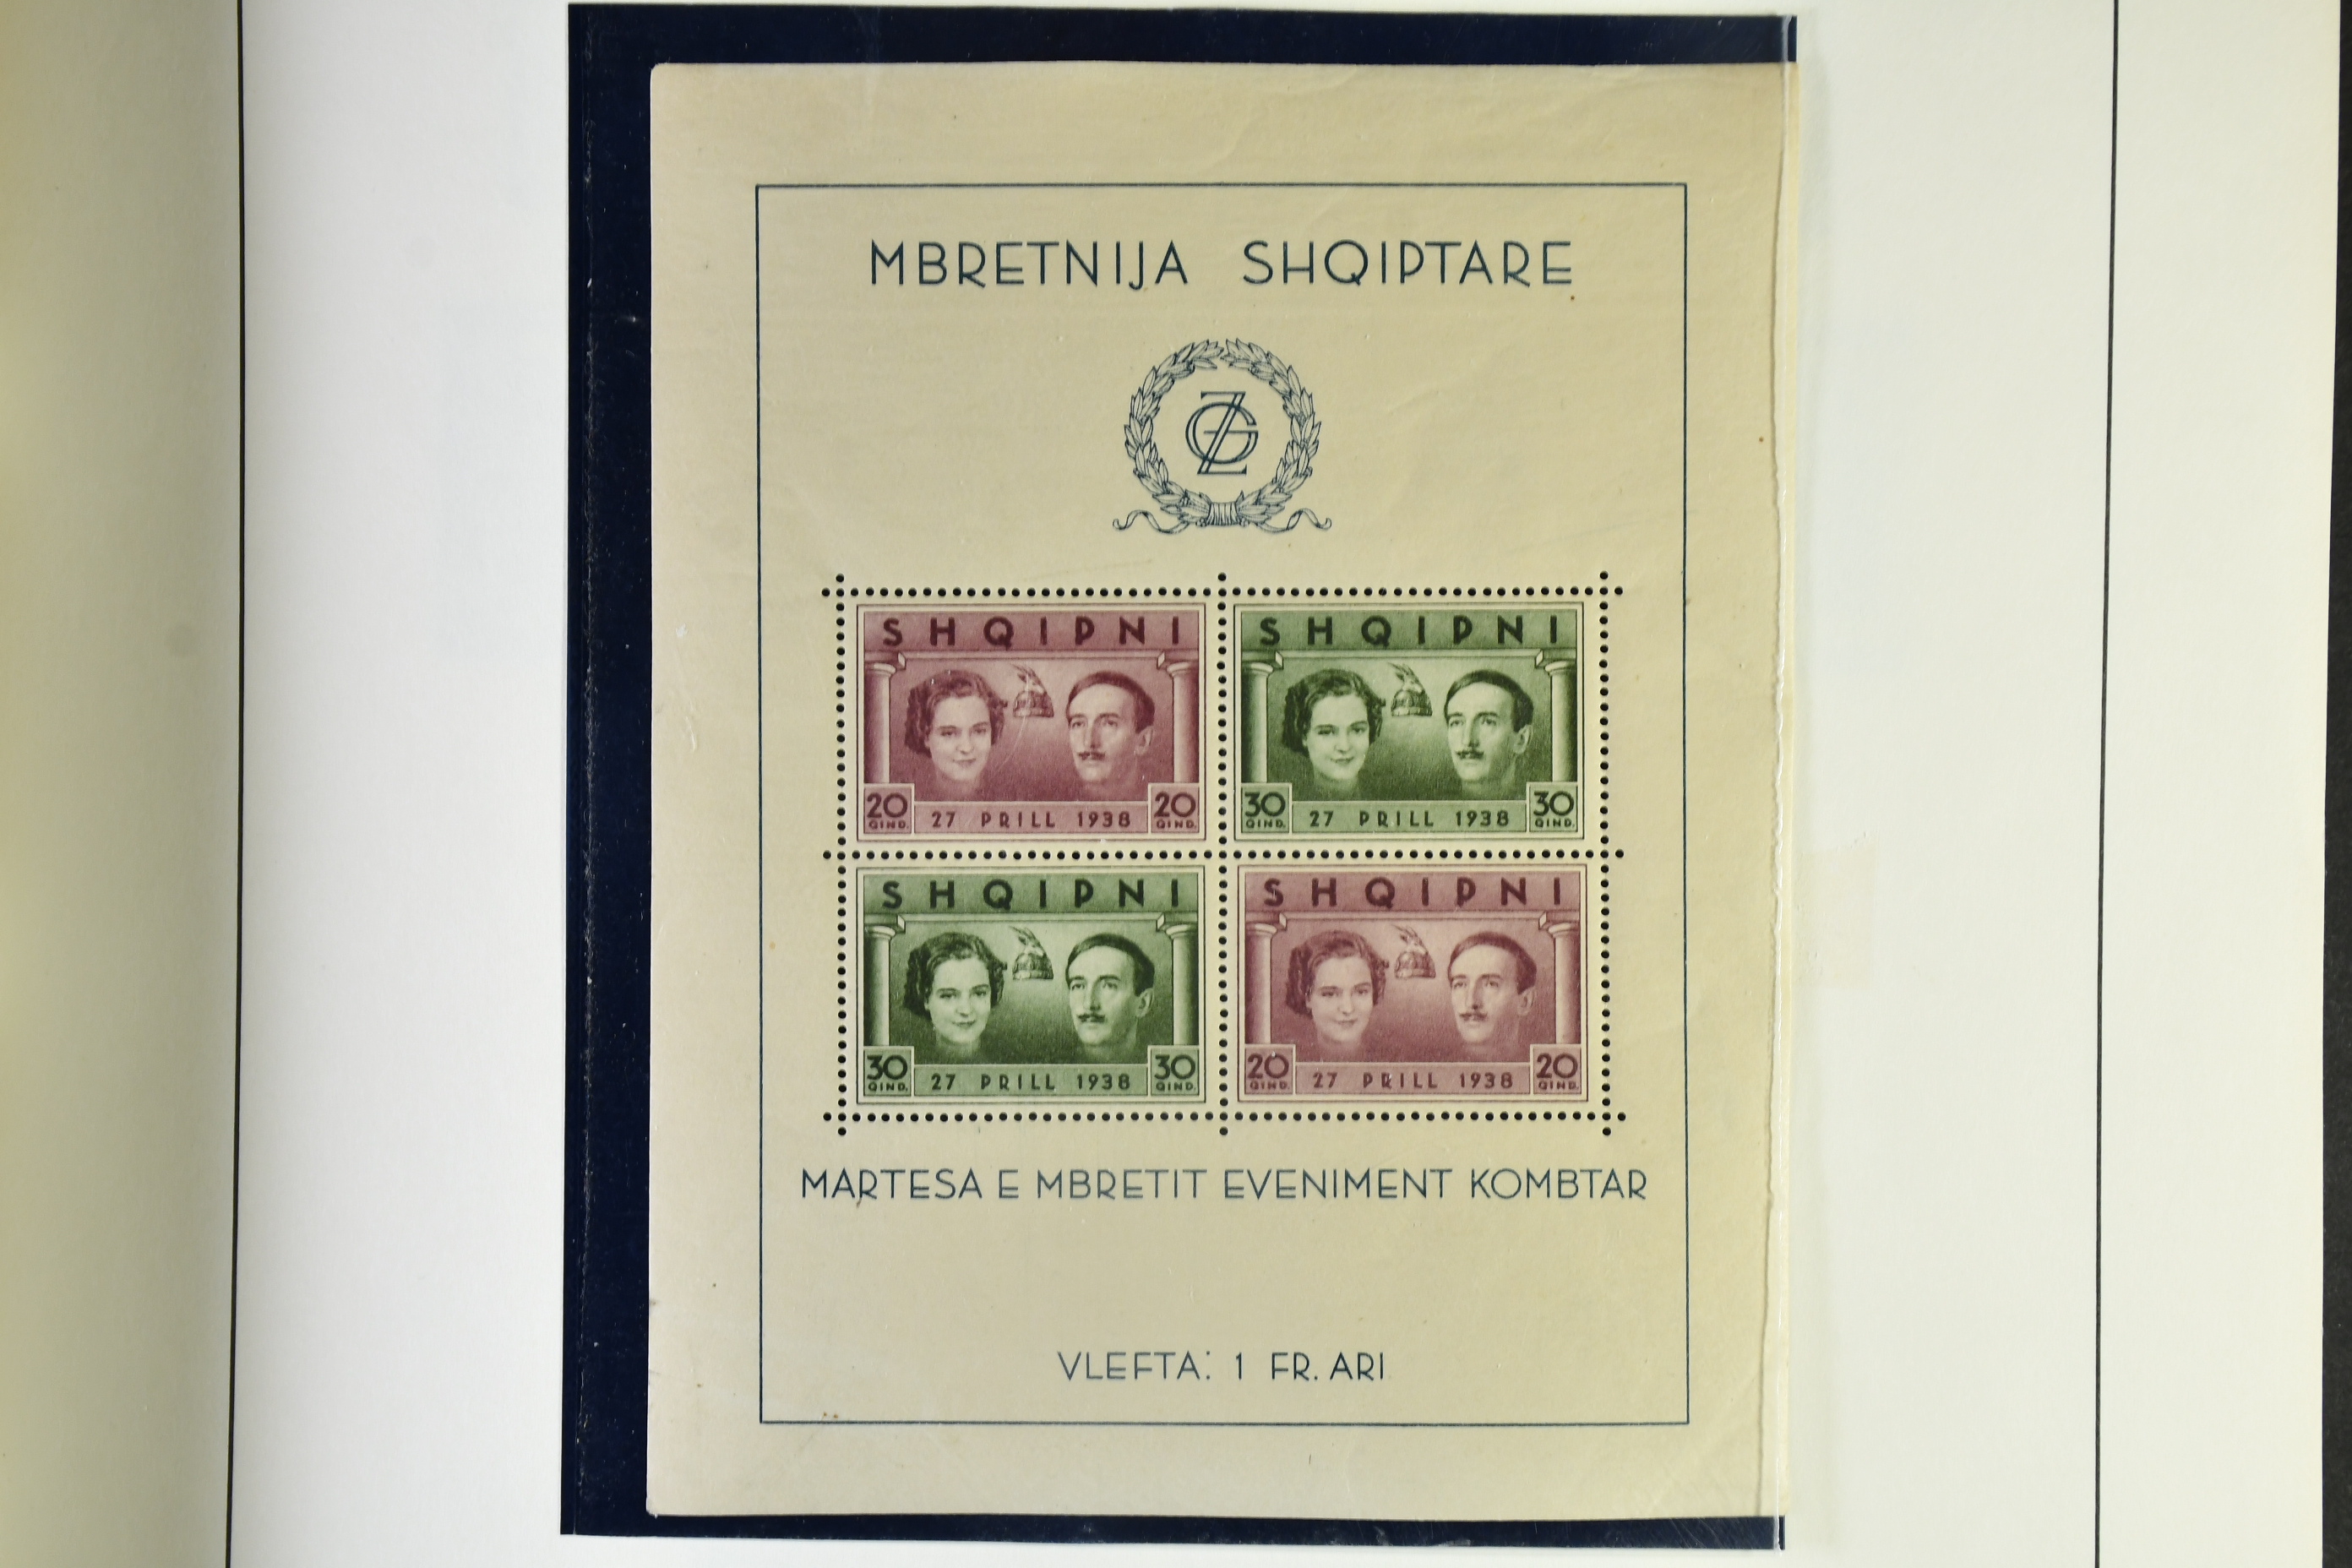 MBRETNIJA SHQIPTARE
ZG
SHQIPNI
20 QIND. 27 PRILL 1938 20 QIND.
SHQIPNI
30 QIND. 27 PRILL 1938 30 QIND.
SHQIPNI
30 QIND. 27 PRILL 1938 30 QIND.
SHQIPNI
20 QIND. 27 PRILL 1938 20 QIND.
MARTESA E MBRETIT EVENIMENT KOMBTAR
VLEFTA: 1 FR. ARI